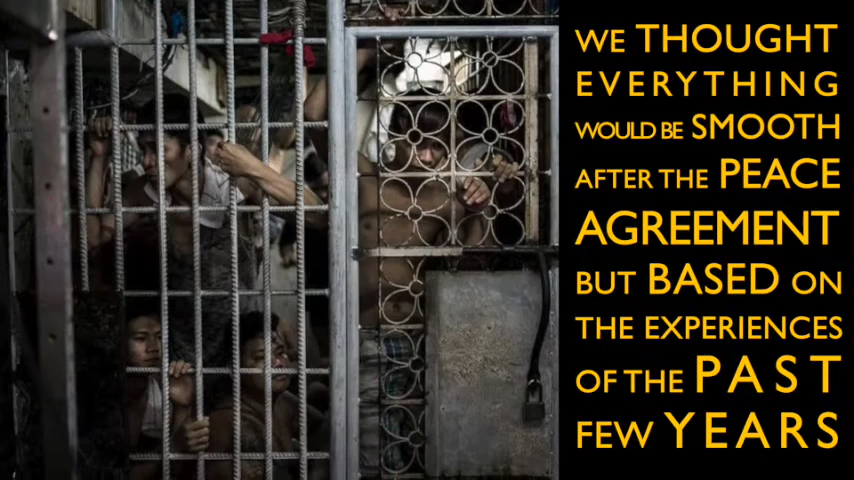 WE THOUGHT
EVERYTHING
WOULD BE SMOOTH
AFTER THE PEACE
AGREEMENT
BUT BASED ON
THE EXPERIENCES
OF THE PAST
FEW YEARS